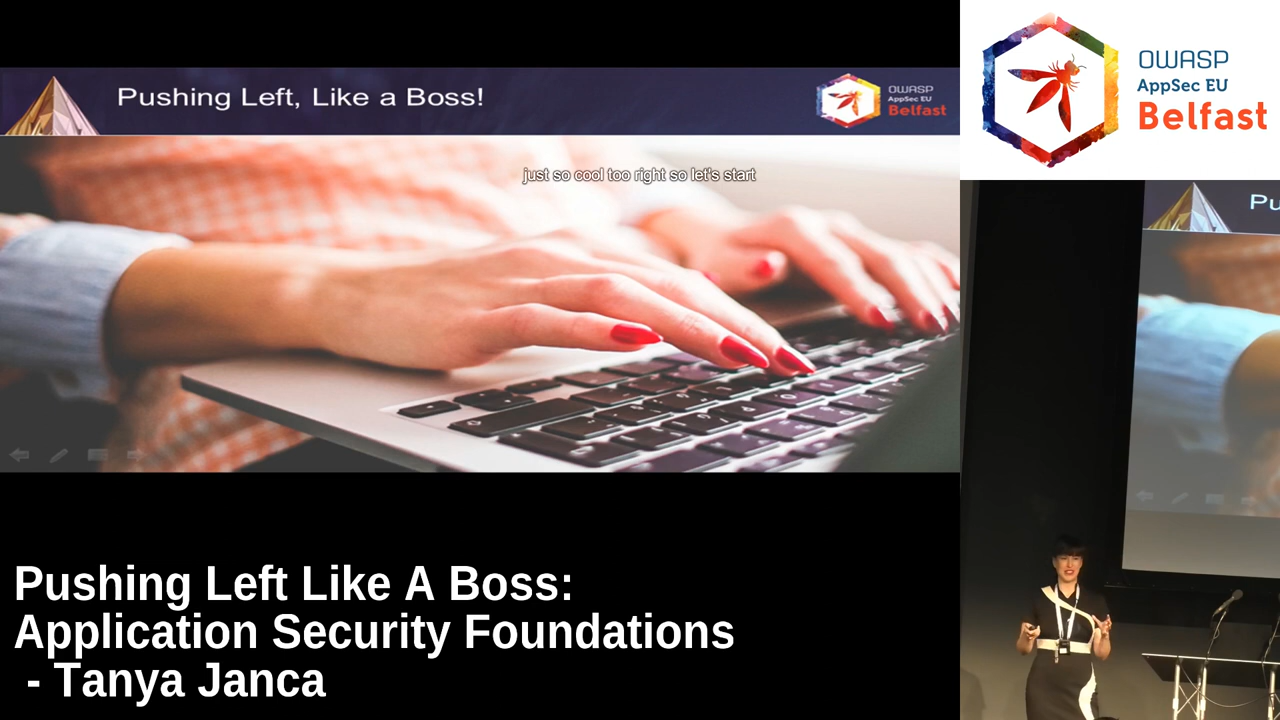 Pushing Left, Like a Boss!
OWASP
AppSec EU
Belfast
just so cool too right so let's start
OWASP
AppSec EU
Belfast
Pu
Pushing Left Like A Boss:
Application Security Foundations
- Tanya Janca